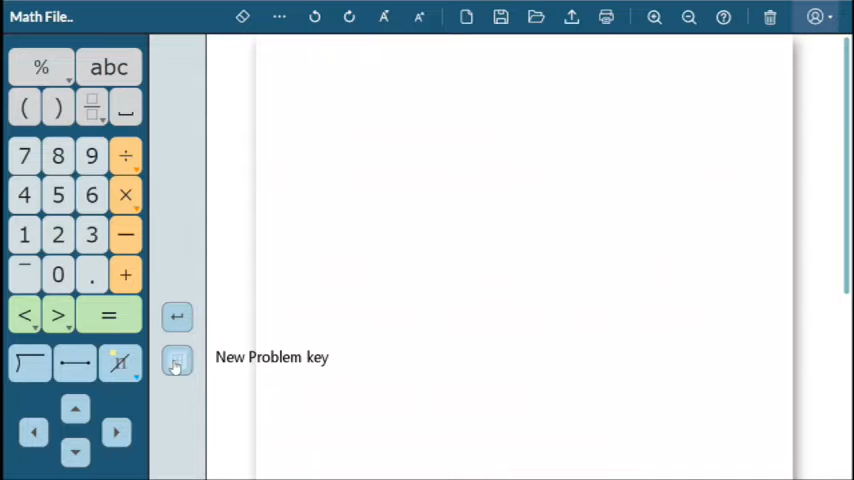 Math File..
% abc
( )
7 8 9 ÷
4 5 6 ×
1 2 3 −
0 . +
< > =
n
New Problem key